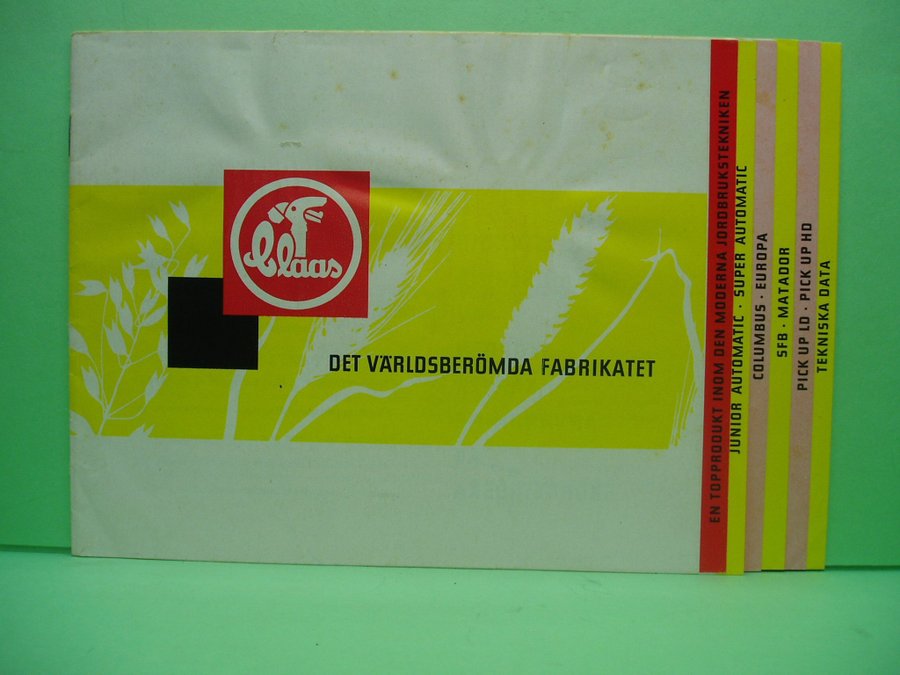 Claas
DET VÄRLDSBERÖMDA FABRIKATET
EN TOPPRODUKT INOM DEN MODERNA JORDBRUKSTEKNIKEN
JUNIOR AUTOMATIC · SUPER AUTOMATIC
COLUMBUS · EUROPA
SFB · MATADOR
PICK UP LD · PICK UP HD
TEKNISKA DATA